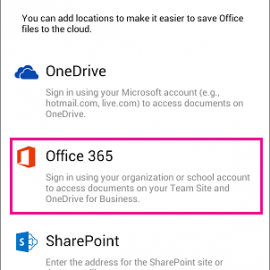 You can add locations to make it easier to save Office
files to the cloud.
OneDrive
Sign in using your Microsoft account (e.g.,
hotmail.com, live.com) to access documents on
OneDrive.
Office 365
Sign in using your organization or school account
to access documents on your Team Site and
OneDrive for Business.
SharePoint
Enter the address for the SharePoint site or